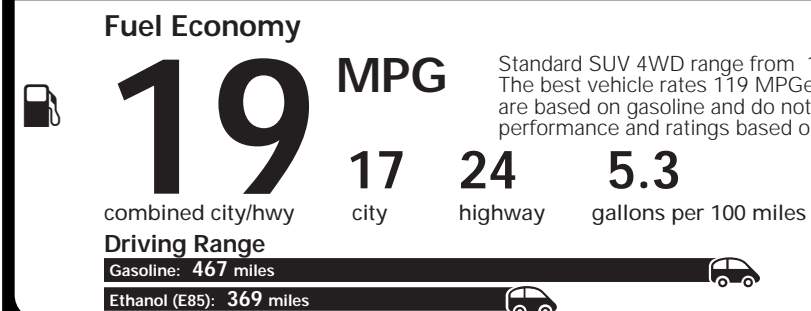 Fuel Economy
19 MPG
Standard SUV 4WD range from
The best vehicle rates 119 MPGe
are based on gasoline and do not
performance and ratings based
17 24 5.3
combined city/hwy city highway gallons per 100 miles
Driving Range
Gasoline: 467 miles
Ethanol (E85): 369 miles